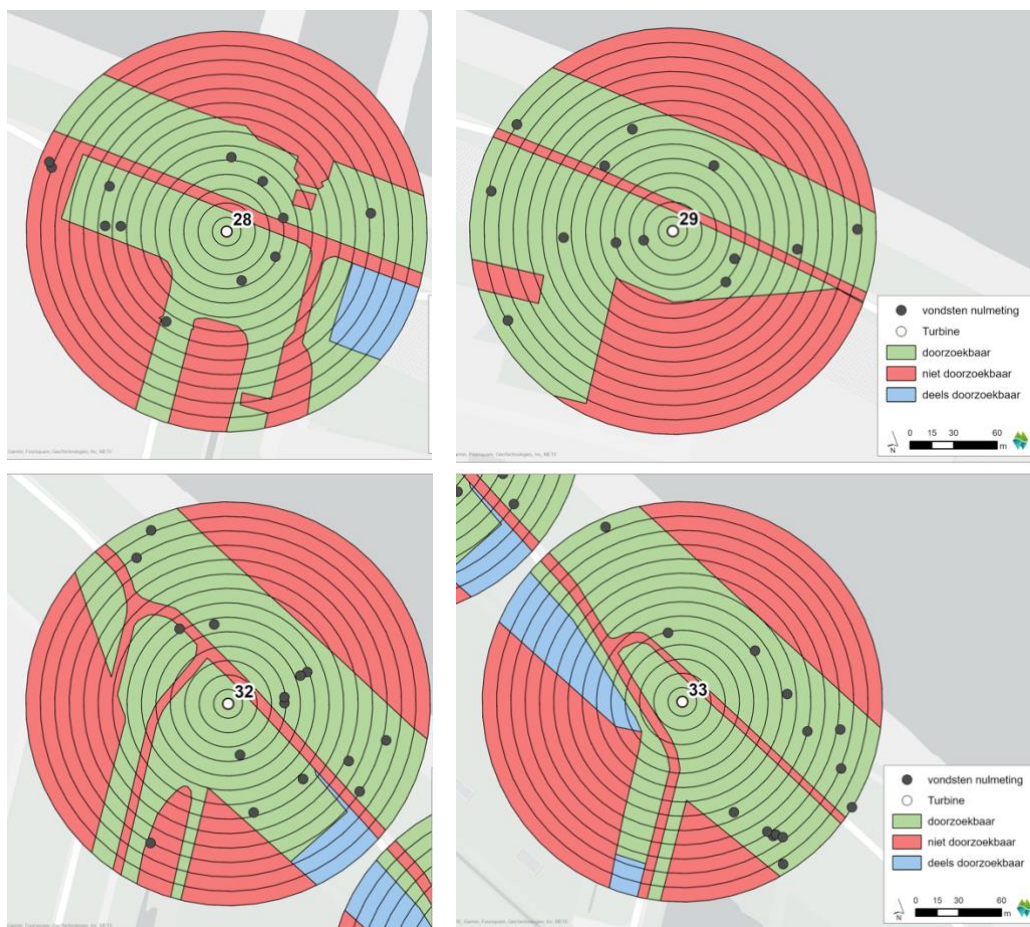 28
29
vondsten nulmeting
Turbine
doorzoekbaar
niet doorzoekbaar
deels doorzoekbaar
0 15 30 60
m
N
32
33
vondsten nulmeting
Turbine
doorzoekbaar
niet doorzoekbaar
deels doorzoekbaar
0 15 30 60
m
N